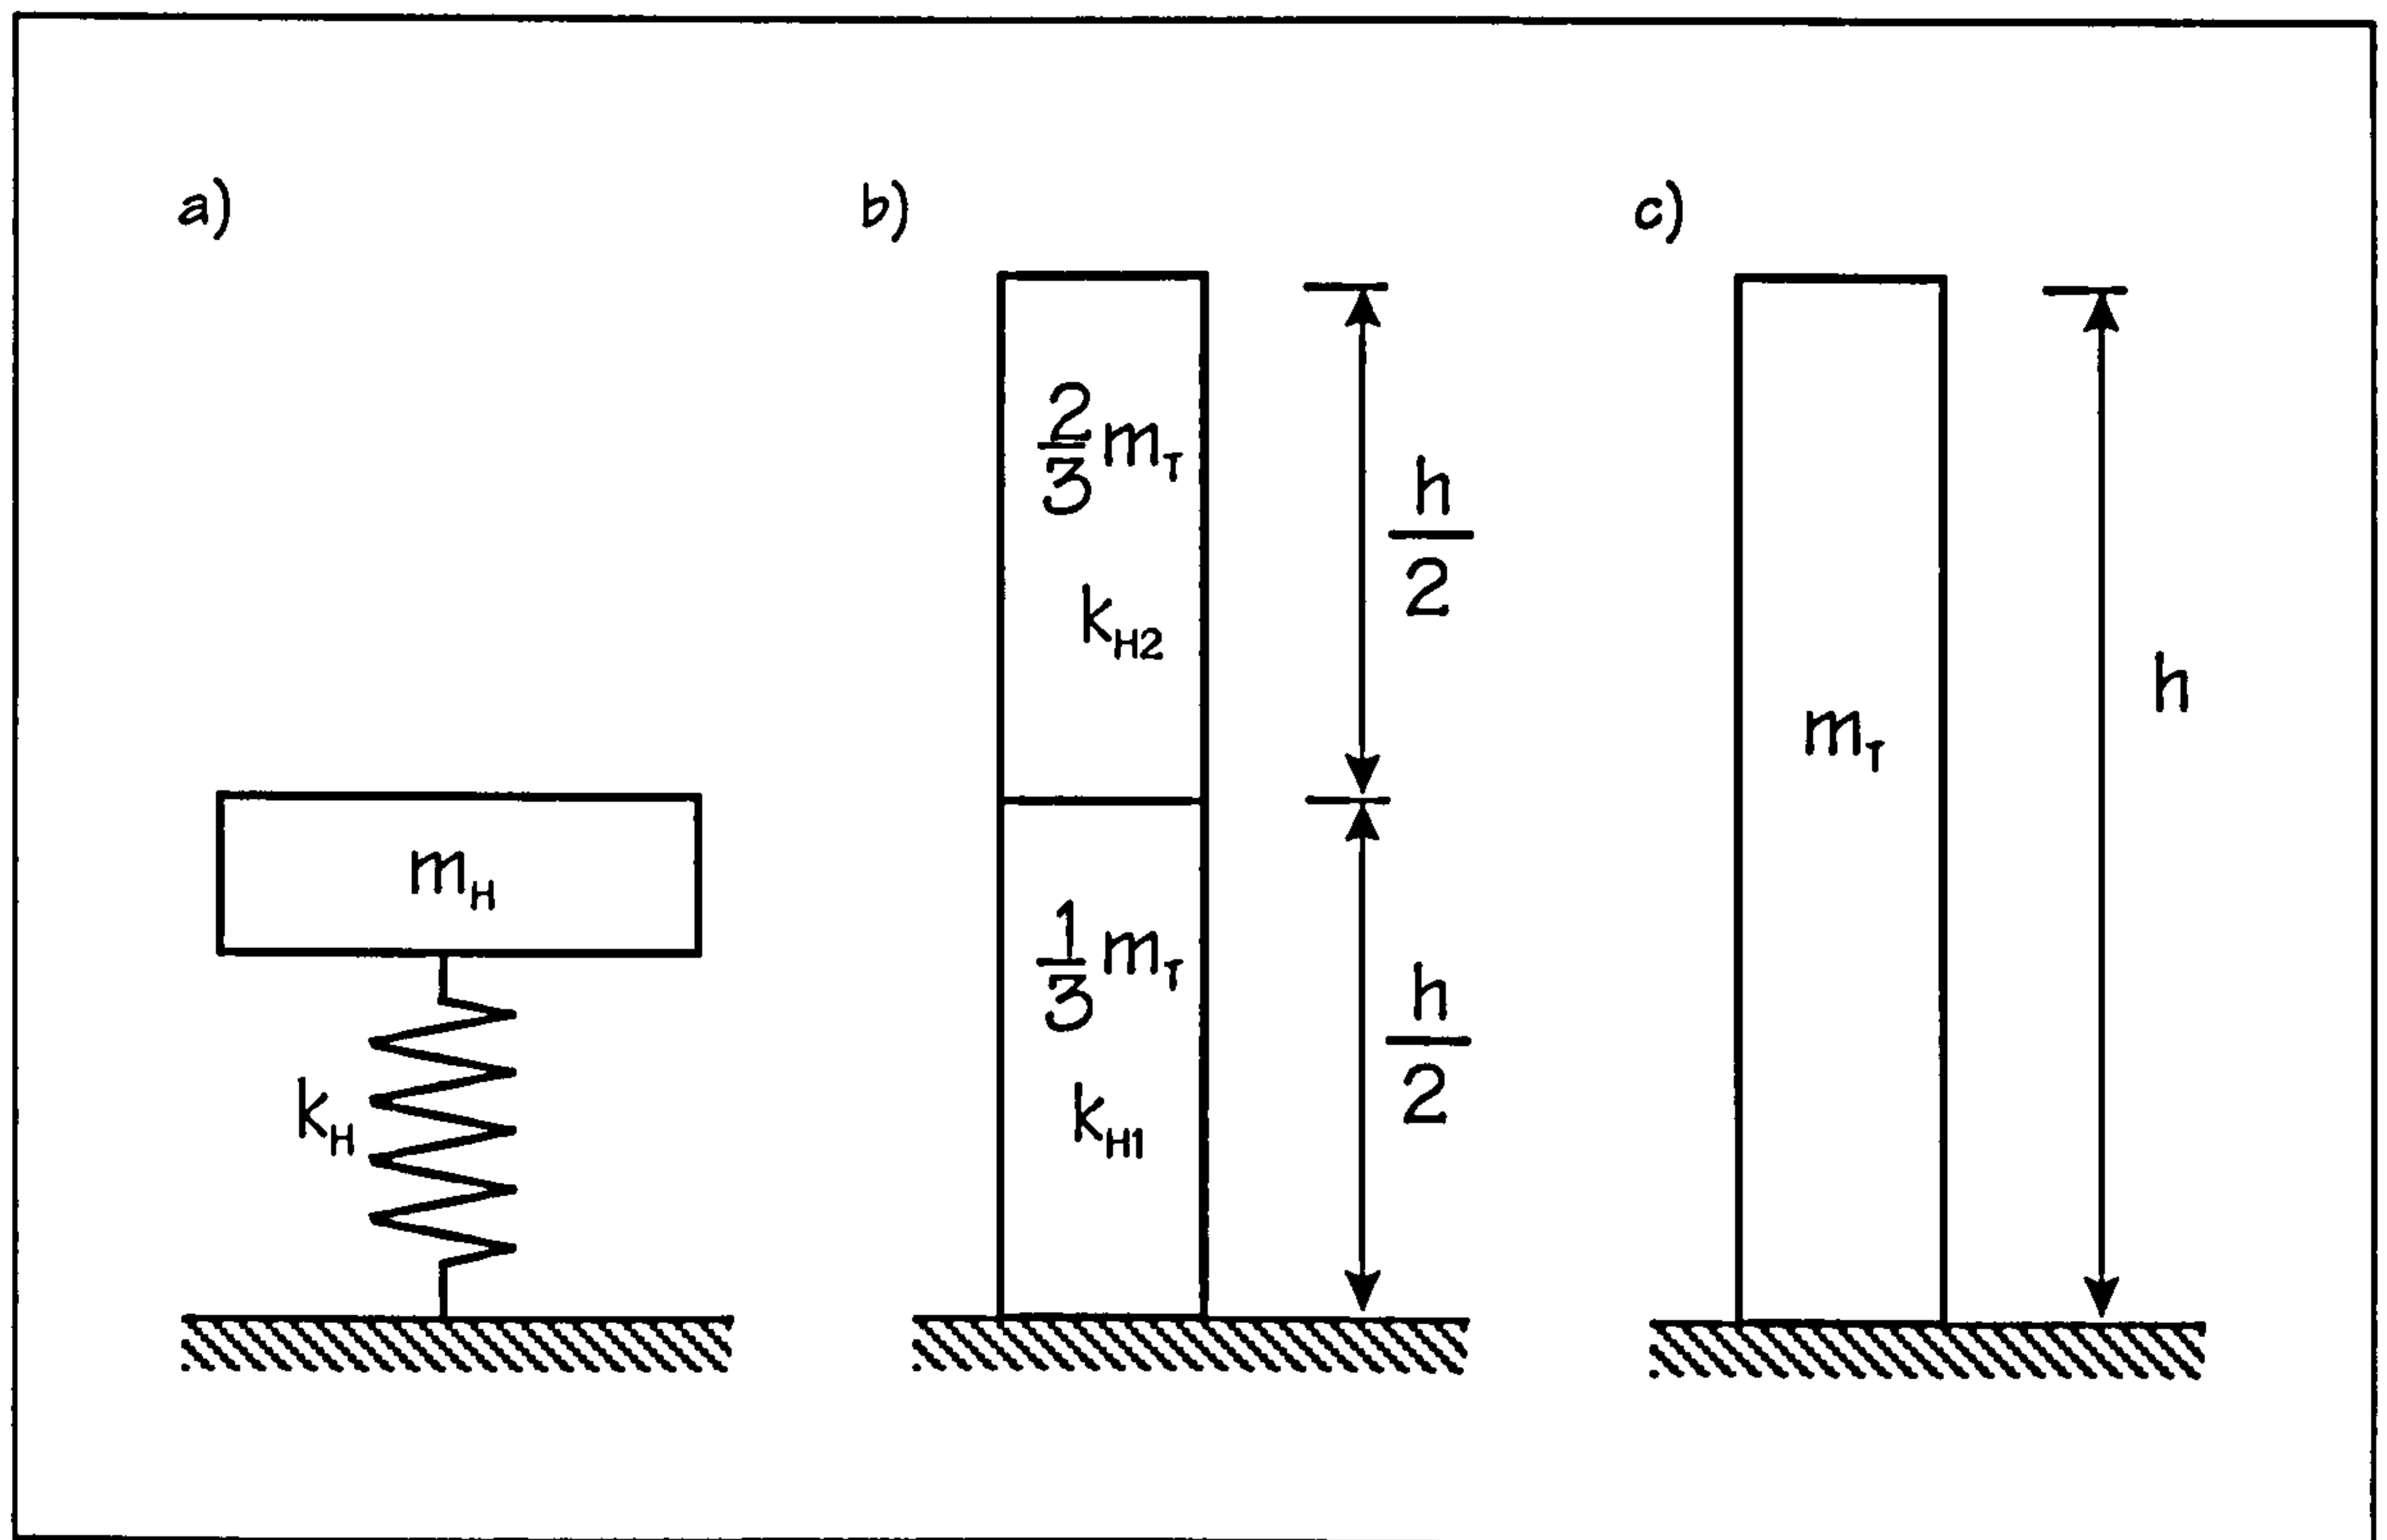 a)
m_H
k_H
b)
2/3 m_T
k_H2
h/2
1/3 m_T
k_H1
h/2
c)
m_T
h